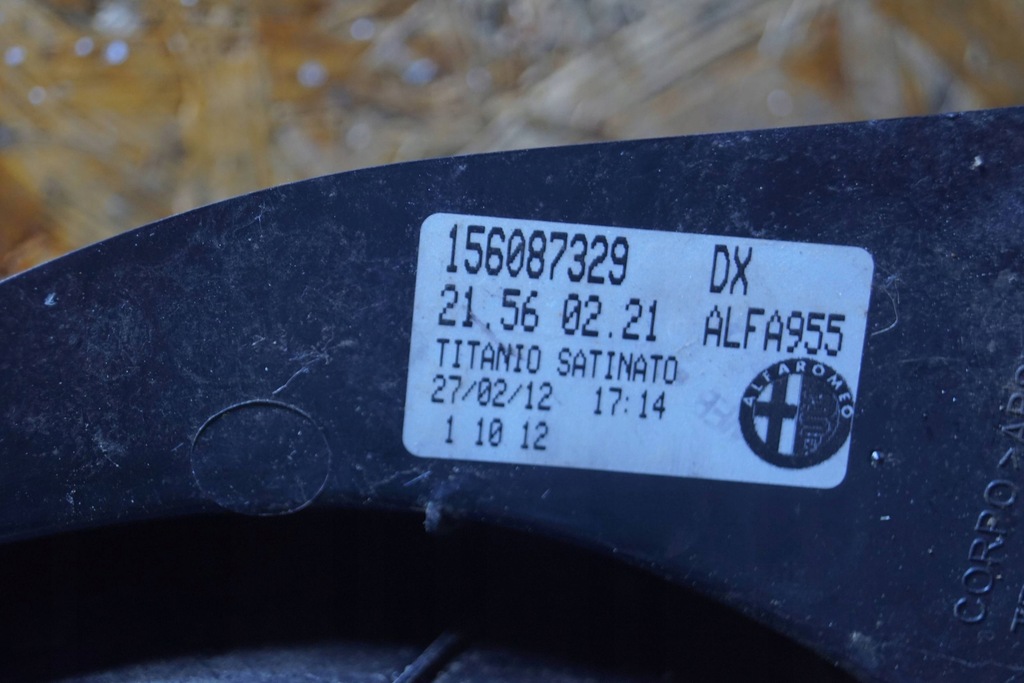 156087329 DX
21.56 02.21 ALFA955
TITANIO SATINATO
27/02/12 17:14
1 10 12
ALFA ROMEO
CORPO